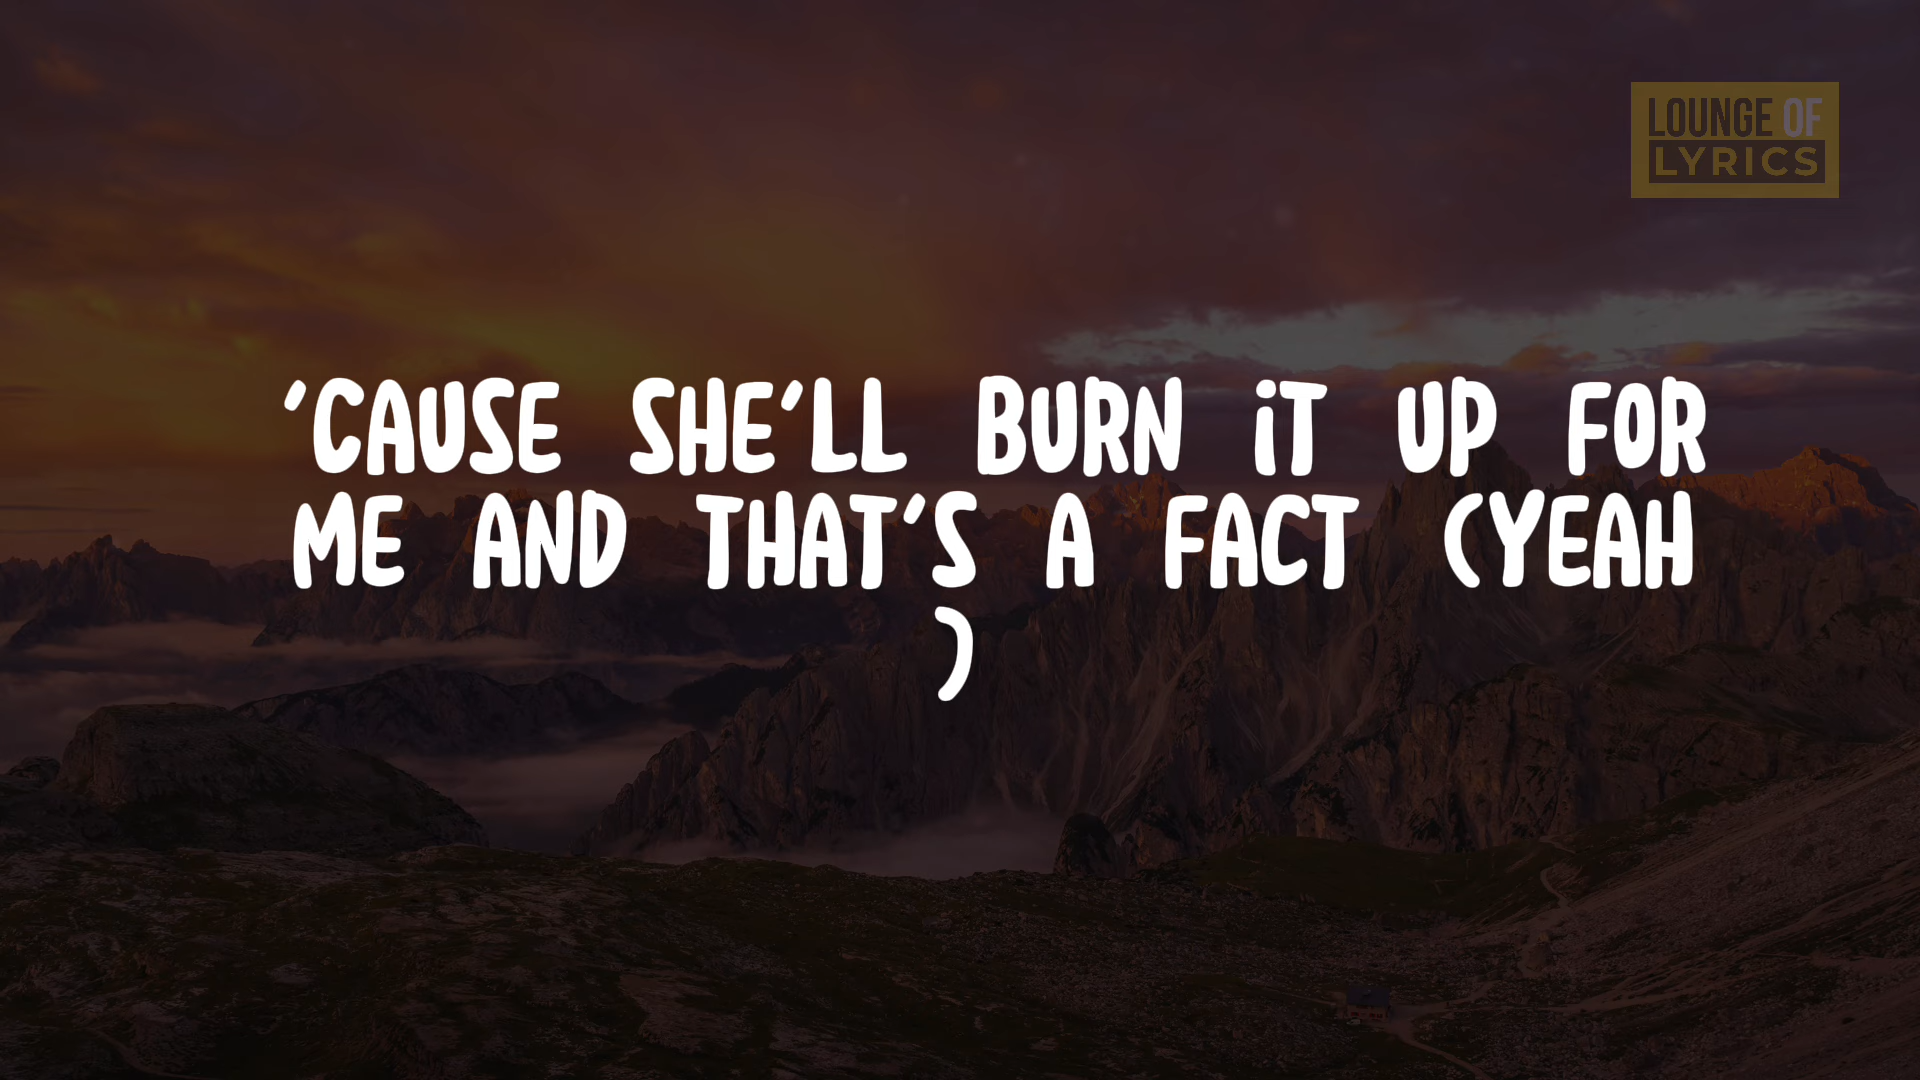 LOUNGE OF
LYRICS
'CAUSE SHE'LL BURN iT UP FOR
ME AND THAT'S A FACT (YEAH
)